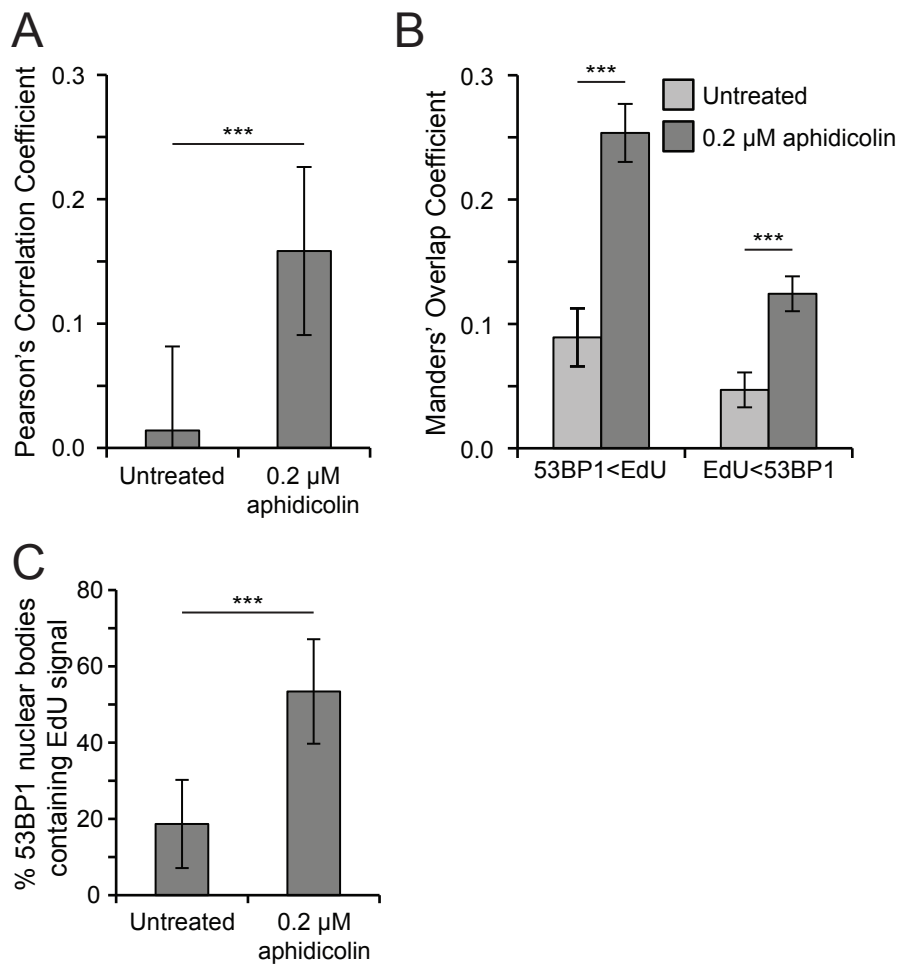 A
Pearson's Correlation Coefficient
0.3
0.2
0.1
0.0
***
Untreated
0.2 µM
aphidicolin
B
Manders' Overlap Coefficient
0.3
0.2
0.1
0.0
***
***
Untreated
0.2 µM aphidicolin
53BP1<EdU
EdU<53BP1
C
% 53BP1 nuclear bodies
containing EdU signal
80
60
40
20
0
***
Untreated
0.2 µM
aphidicolin